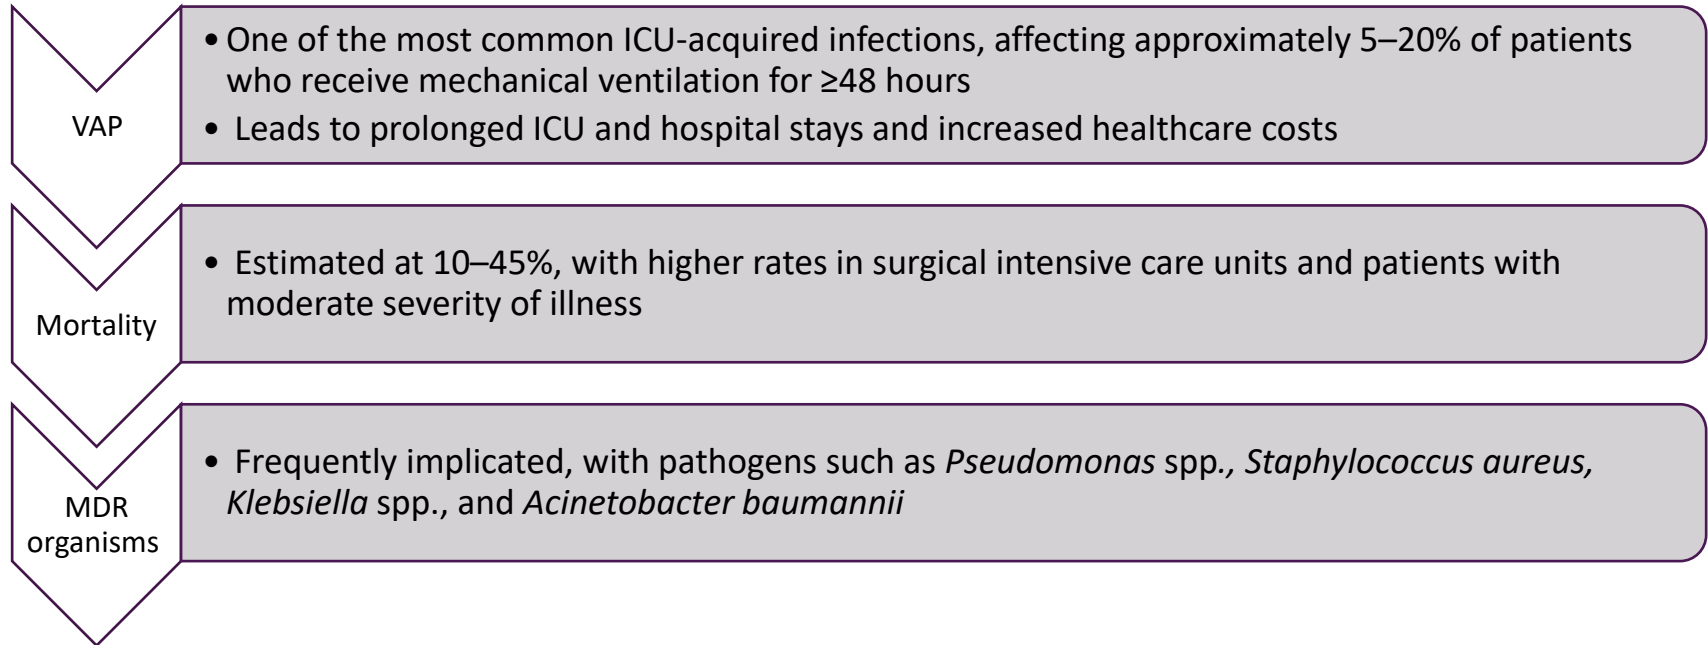 VAP
• One of the most common ICU-acquired infections, affecting approximately 5–20% of patients
who receive mechanical ventilation for ≥48 hours
• Leads to prolonged ICU and hospital stays and increased healthcare costs
Mortality
• Estimated at 10–45%, with higher rates in surgical intensive care units and patients with
moderate severity of illness
MDR
organisms
• Frequently implicated, with pathogens such as Pseudomonas spp., Staphylococcus aureus,
Klebsiella spp., and Acinetobacter baumannii